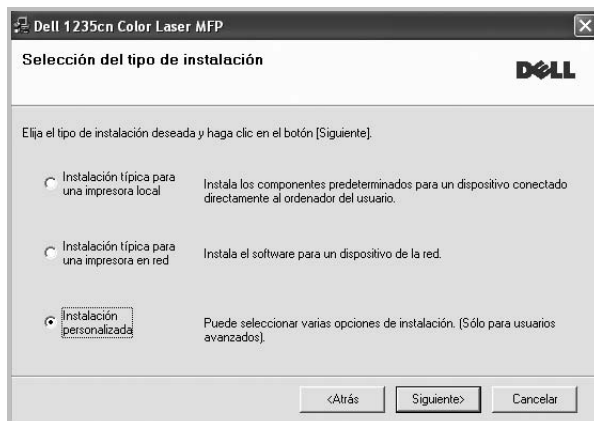 Dell 1235cn Color Laser MFP
Selección del tipo de instalación
DELL
Elija el tipo de instalación deseada y haga clic en el botón [Siguiente].
Instalación típica para
una impresora local
Instala los componentes predeterminados para un dispositivo conectado
directamente al ordenador del usuario.
Instalación típica para
una impresora en red
Instala el software para un dispositivo de la red.
Instalación
personalizada
Puede seleccionar varias opciones de instalación. (Sólo para usuarios
avanzados).
<Atrás
Siguiente>
Cancelar